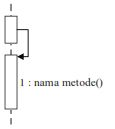 1 : nama metode()